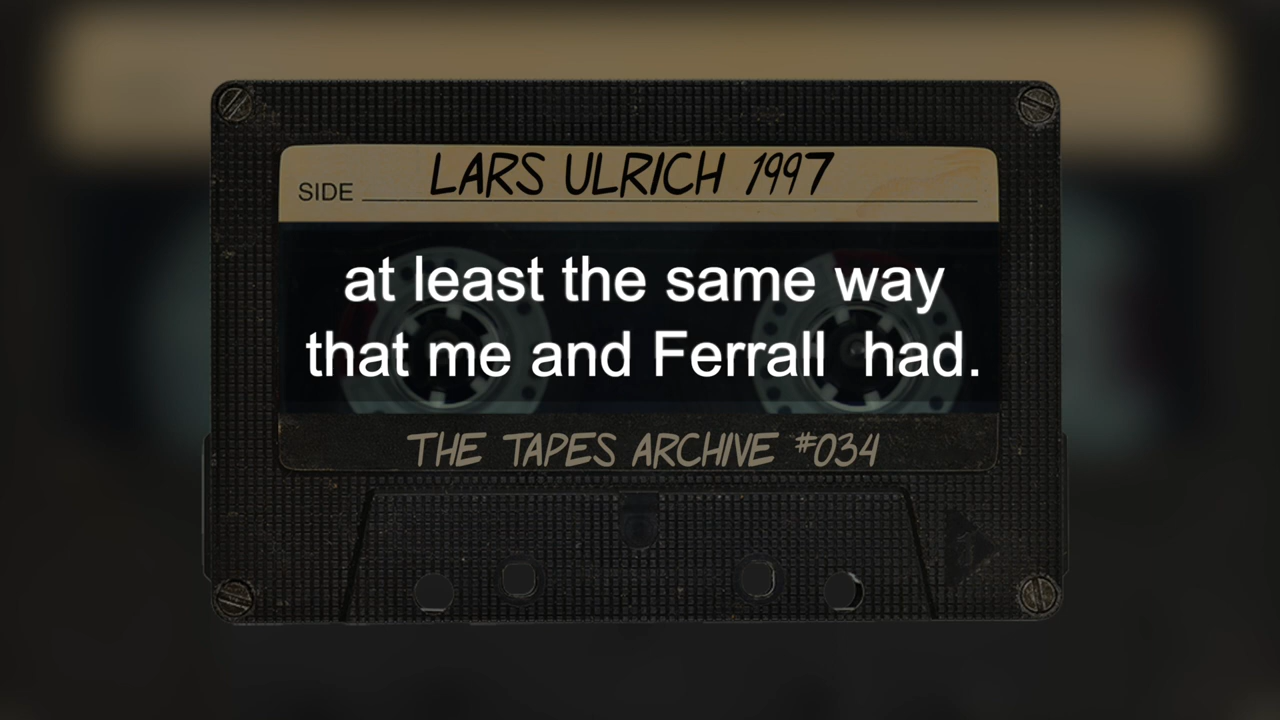 LARS ULRICH 1997
SIDE
at least the same way
that me and Ferrall had.
THE TAPES ARCHIVE #034